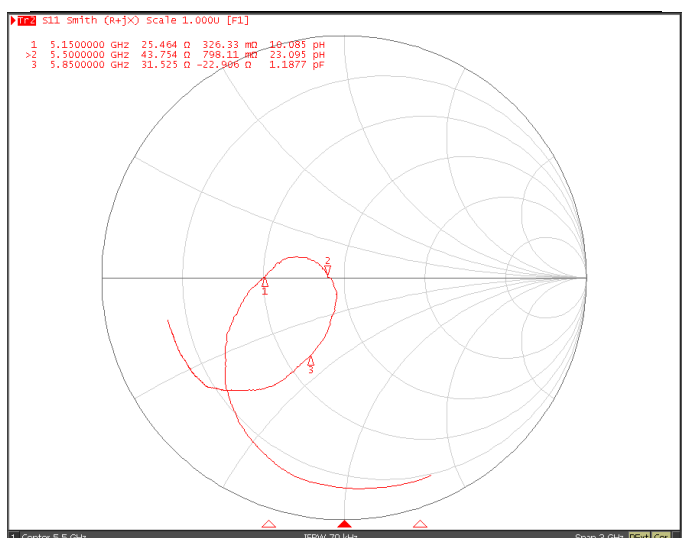 Tr2 S11 Smith (R+jX) Scale 1.000U [F1]
1 5.1500000 GHz 25.464 Ω 326.33 mΩ 10.085 pH
>2 5.5000000 GHz 43.754 Ω 798.11 mΩ 23.095 pH
3 5.8500000 GHz 31.525 Ω -22.906 Ω 1.1877 pF
2
1
3
1 Center 5.5 GHz IFBW 70 kHz Span 2 GHz PExt Cor